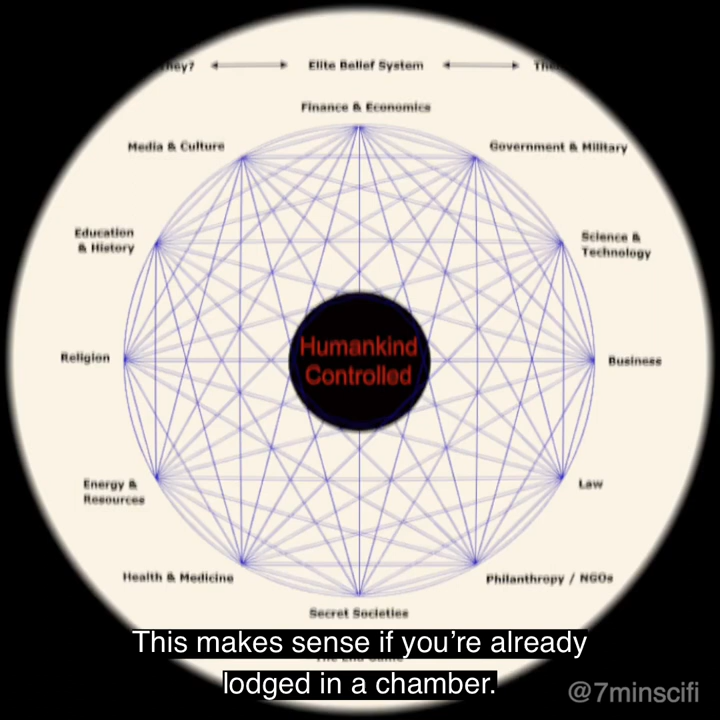 Elite Belief System
Finance & Economics
Media & Culture
Government & Military
Education
& History
Science &
Technology
Humankind
Controlled
Religion
Business
Energy &
Resources
Law
Health & Medicine
Philanthropy / NGOs
Secret Societies
This makes sense if you’re already
lodged in a chamber.
@7minscifi